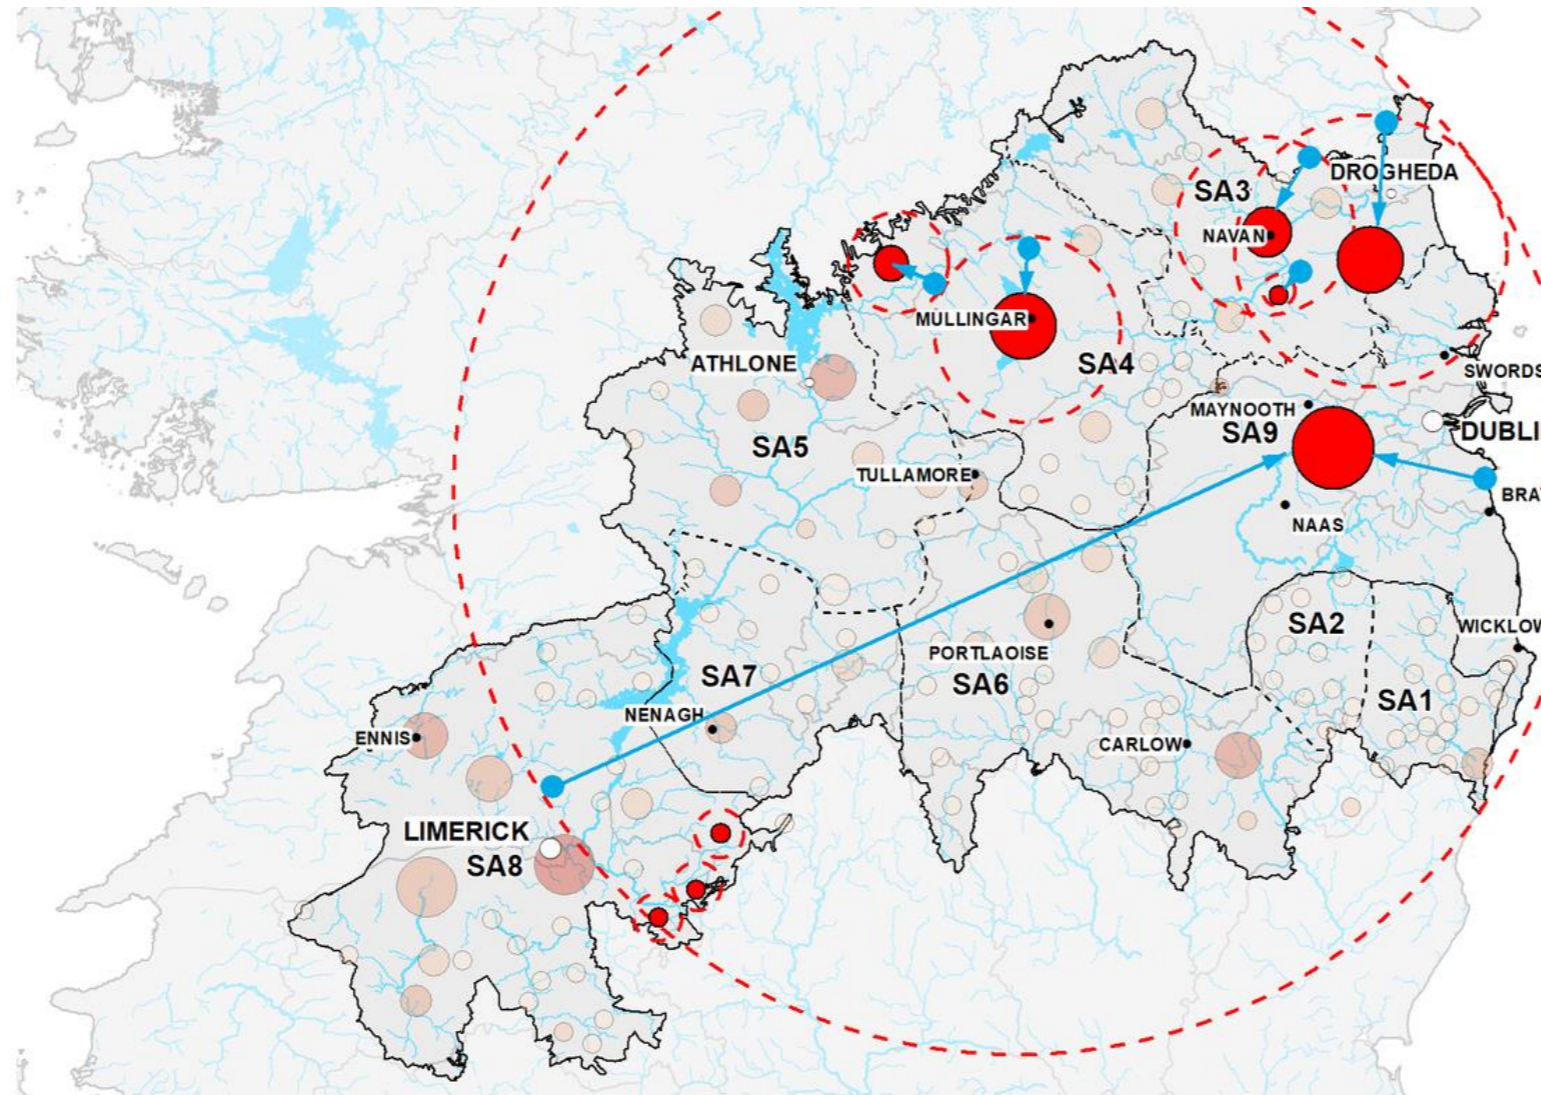 DROGHEDA
SA3
NAVAN
MULLINGAR
ATHLONE
SA4
SWORDS
MAYNOOTH
SA9
DUBLI
SA5
TULLAMORE
BRA
NAAS
SA2
WICKLOW
PORTLAOISE
SA7
SA6
SA1
NENAGH
ENNIS
CARLOW
LIMERICK
SA8